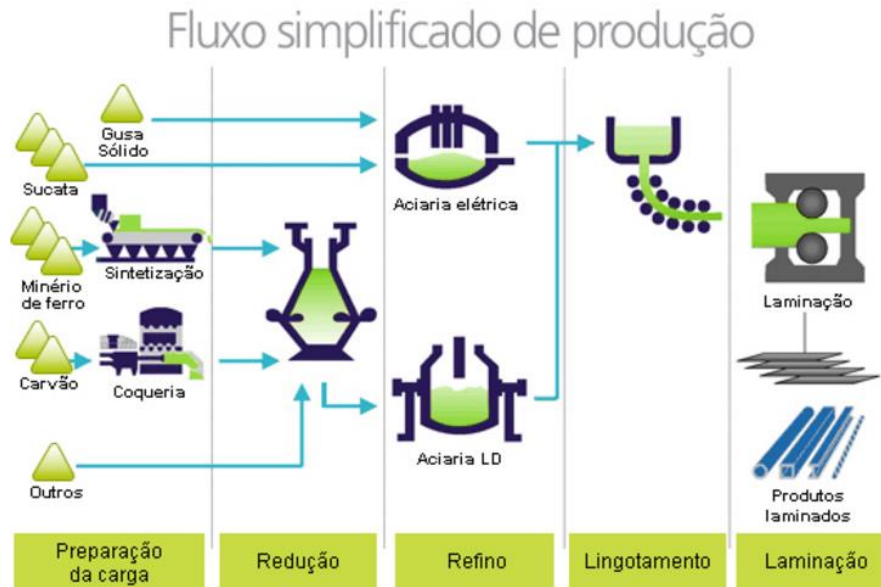 Fluxo simplificado de produção
Gusa
Sólido
Sucata
Aciaria elétrica
Minério
de ferro
Sintetização
Laminação
Carvão
Coqueria
Aciaria LD
Outros
Produtos
laminados
Preparação
da carga
Redução
Refino
Lingotamento
Laminação